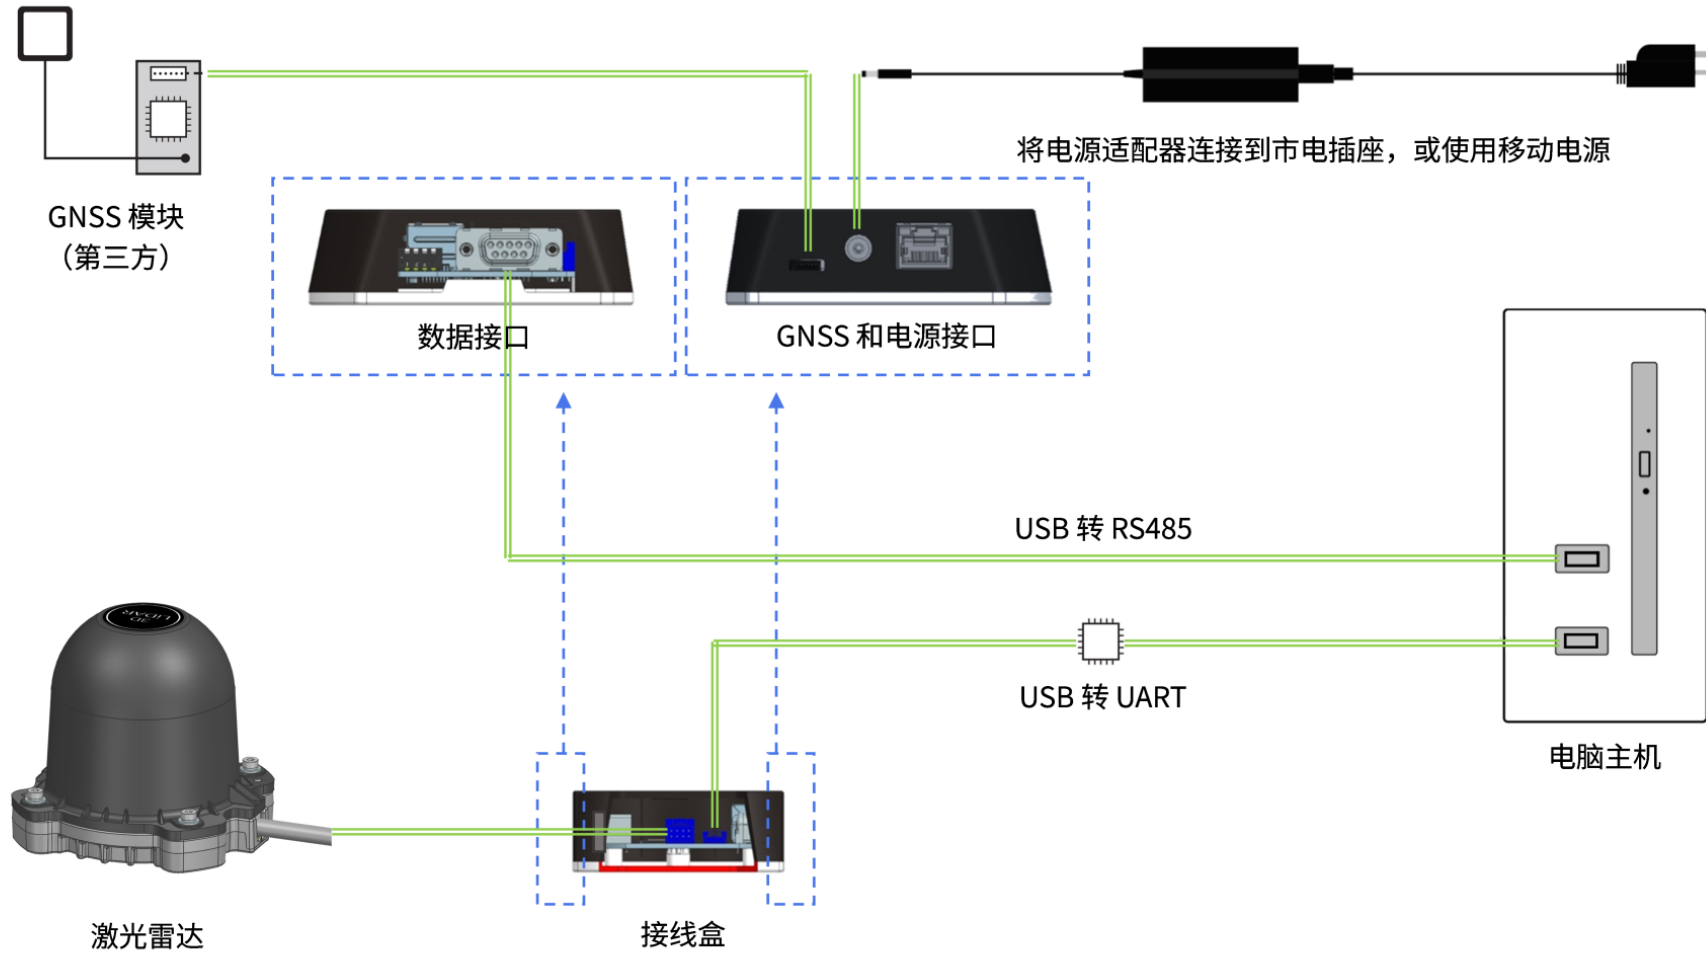 将电源适配器连接到市电插座，或使用移动电源
GNSS 模块
（第三方）
数据接口
GNSS 和电源接口
USB 转 RS485
3D
LiDAR
USB 转 UART
电脑主机
激光雷达
接线盒